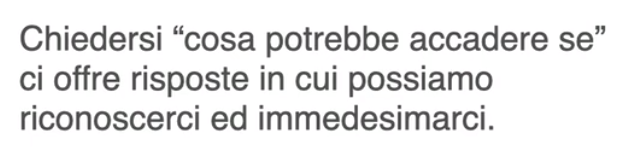 Chiedersi “cosa potrebbe accadere se”
ci offre risposte in cui possiamo
riconoscerci ed immedesimarci.